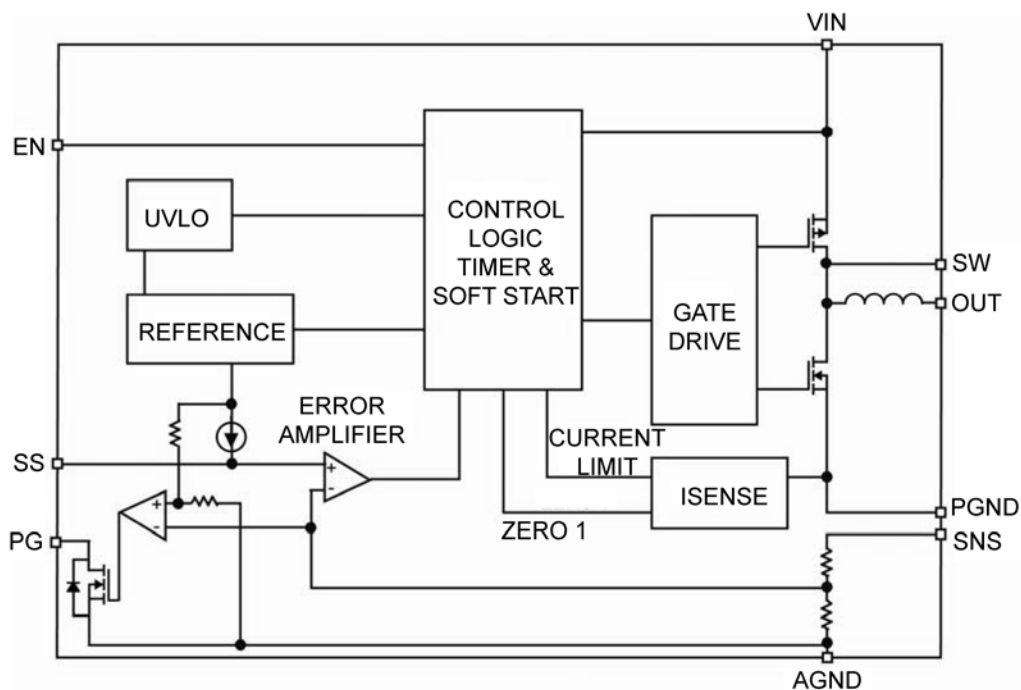 VIN
EN
UVLO
CONTROL
LOGIC
TIMER &
SOFT START
SW
OUT
REFERENCE
GATE
DRIVE
ERROR
AMPLIFIER
CURRENT
LIMIT
SS
+
-
ISENSE
+
-
PGND
ZERO 1
SNS
PG
AGND